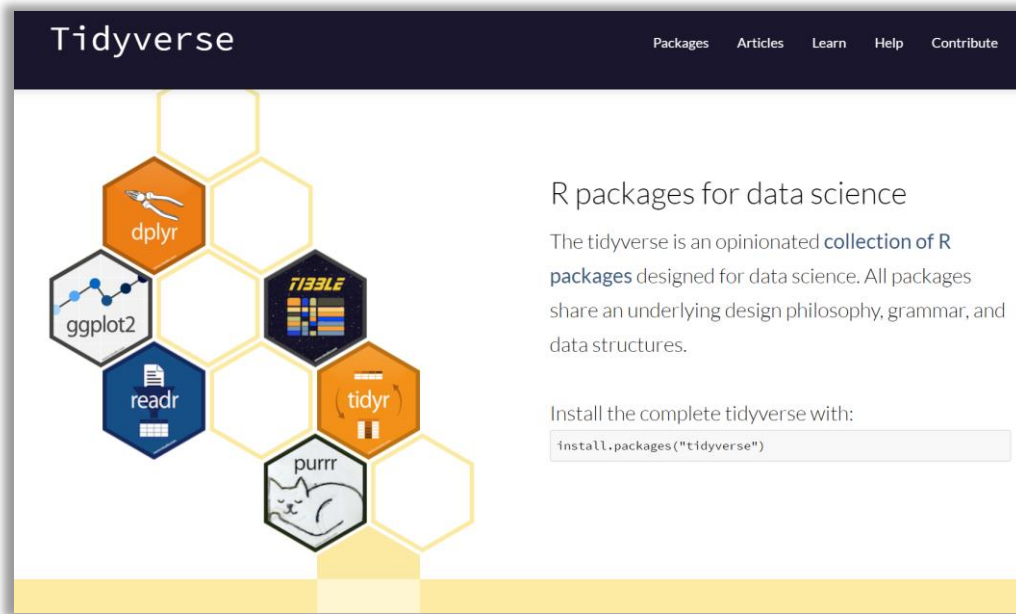 Tidyverse
Packages Articles Learn Help Contribute
dplyr
ggplot2
TIBBLE
readr
tidyr
purrr
R packages for data science
The tidyverse is an opinionated collection of R
packages designed for data science. All packages
share an underlying design philosophy, grammar, and
data structures.
Install the complete tidyverse with:
install.packages("tidyverse")